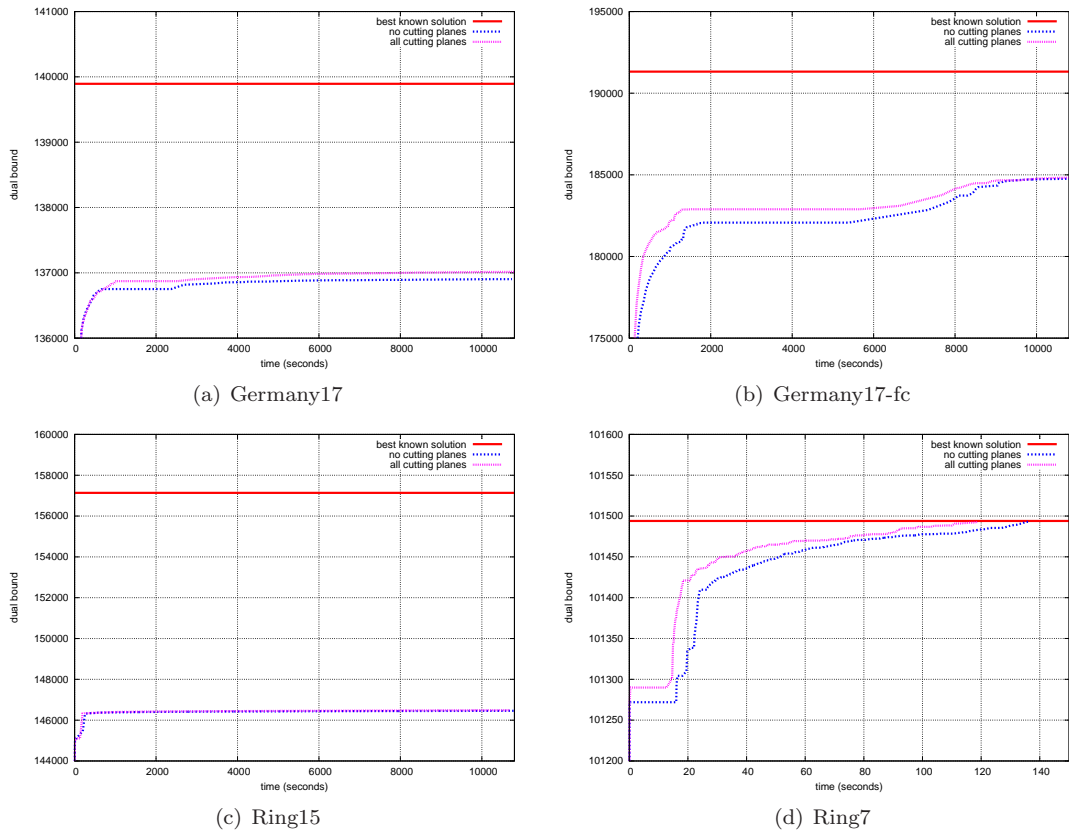 141000
140000
139000
138000
137000
136000
0 2000 4000 6000 8000 10000
dual bound
time (seconds)
best known solution
no cutting planes
all cutting planes
(a) Germany17
195000
190000
185000
180000
175000
0 2000 4000 6000 8000 10000
dual bound
time (seconds)
best known solution
no cutting planes
all cutting planes
(b) Germany17-fc
160000
158000
156000
154000
152000
150000
148000
146000
144000
0 2000 4000 6000 8000 10000
dual bound
time (seconds)
best known solution
no cutting planes
all cutting planes
(c) Ring15
101600
101550
101500
101450
101400
101350
101300
101250
101200
0 20 40 60 80 100 120 140
dual bound
time (seconds)
best known solution
no cutting planes
all cutting planes
(d) Ring7